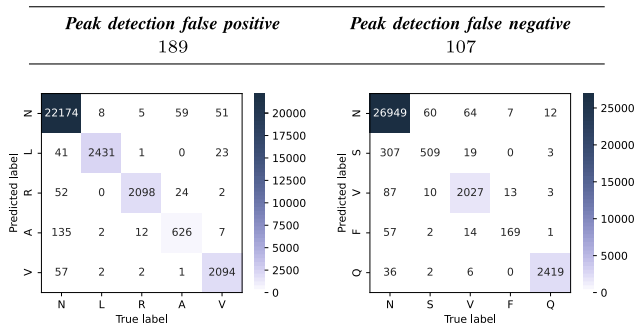 Peak detection false positive Peak detection false negative
189 107
N 22174 8 5 59 51
L 41 2431 1 0 23
R 52 0 2098 24 2
A 135 2 12 626 7
V 57 2 2 1 2094
N L R A V
True label
Predicted label
20000
17500
15000
12500
10000
7500
5000
2500
0
N 26949 60 64 7 12
S 307 509 19 0 3
V 87 10 2027 13 3
F 57 2 14 169 1
Q 36 2 6 0 2419
N S V F Q
True label
Predicted label
25000
20000
15000
10000
5000
0